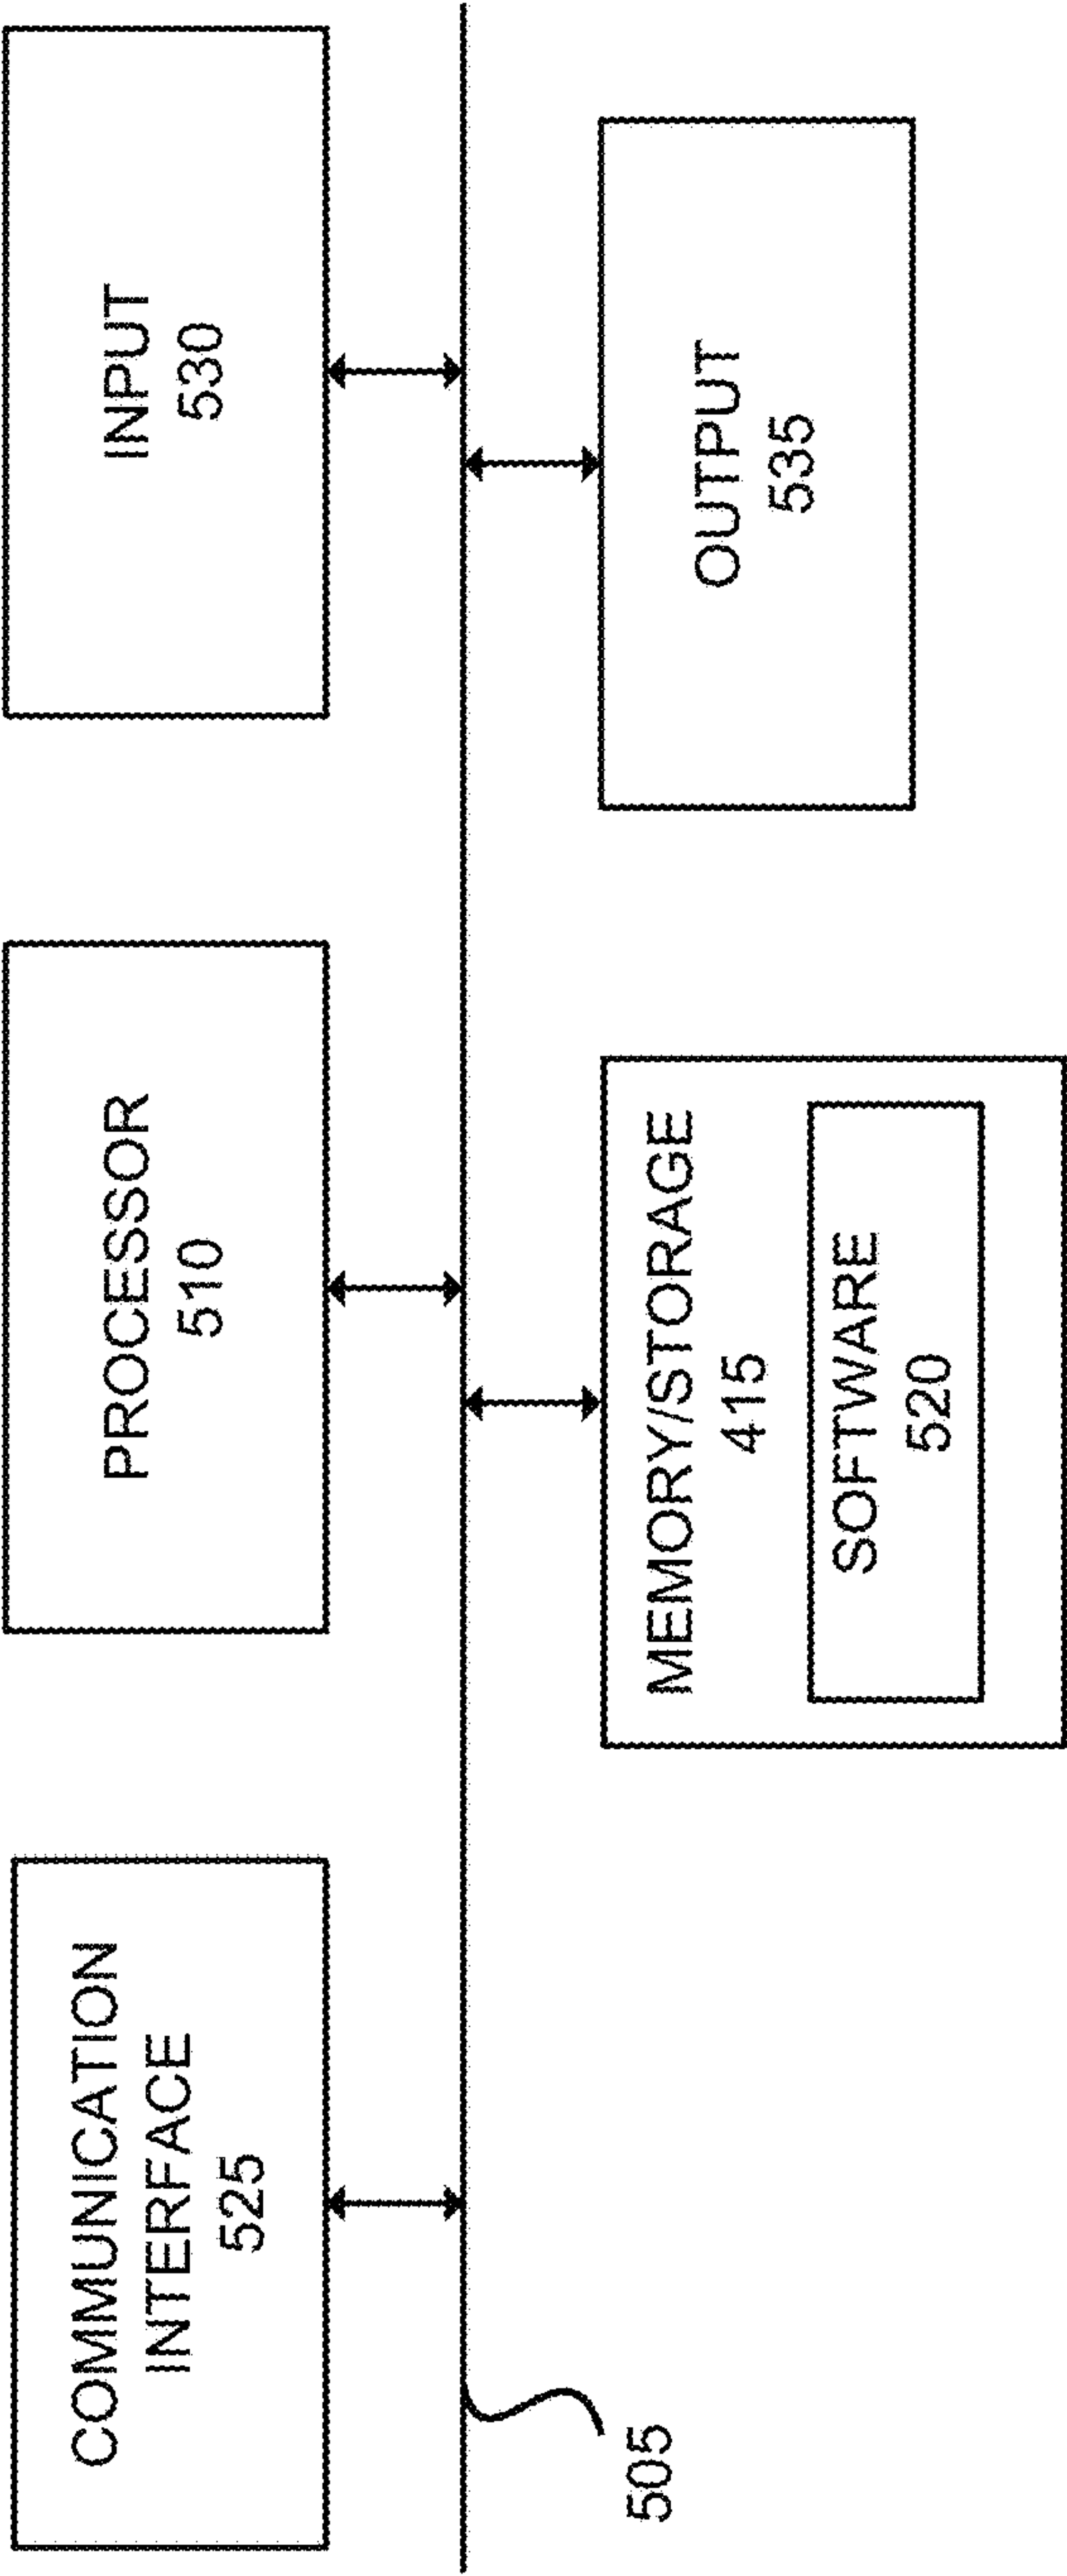 COMMUNICATION
INTERFACE
525
PROCESSOR
510
INPUT
530
505
MEMORY/STORAGE
415
SOFTWARE
520
OUTPUT
535